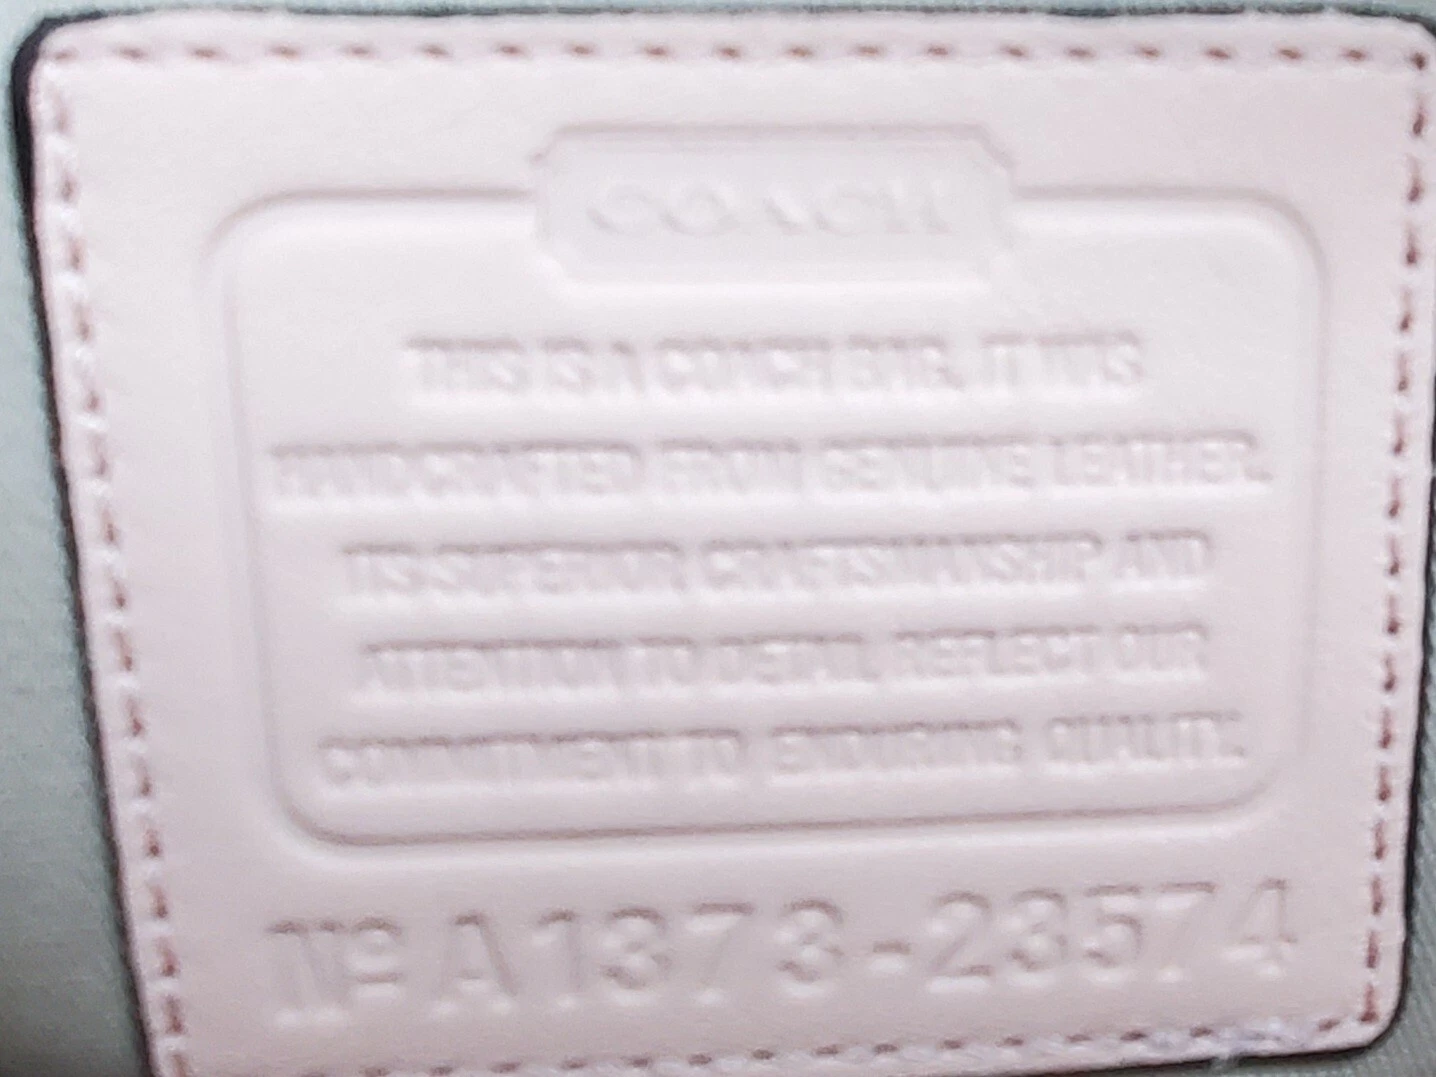 COACH
THIS IS A COACH BAG. IT WAS
HANDCRAFTED FROM GENUINE LEATHER.
ITS SUPERIOR CRAFTSMANSHIP AND
ATTENTION TO DETAIL REFLECT OUR
COMMITMENT TO ENDURING QUALITY.
Nº A1373-23574